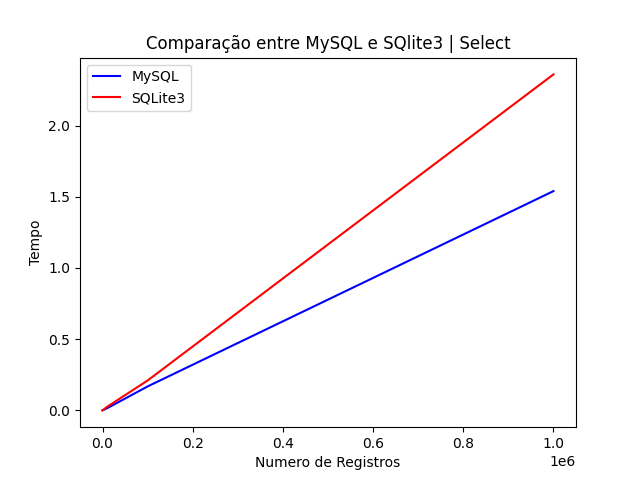 Comparação entre MySQL e SQlite3 | Select
MySQL
SQLite3
Tempo
2.0
1.5
1.0
0.5
0.0
0.0 0.2 0.4 0.6 0.8 1.0
1e6
Numero de Registros